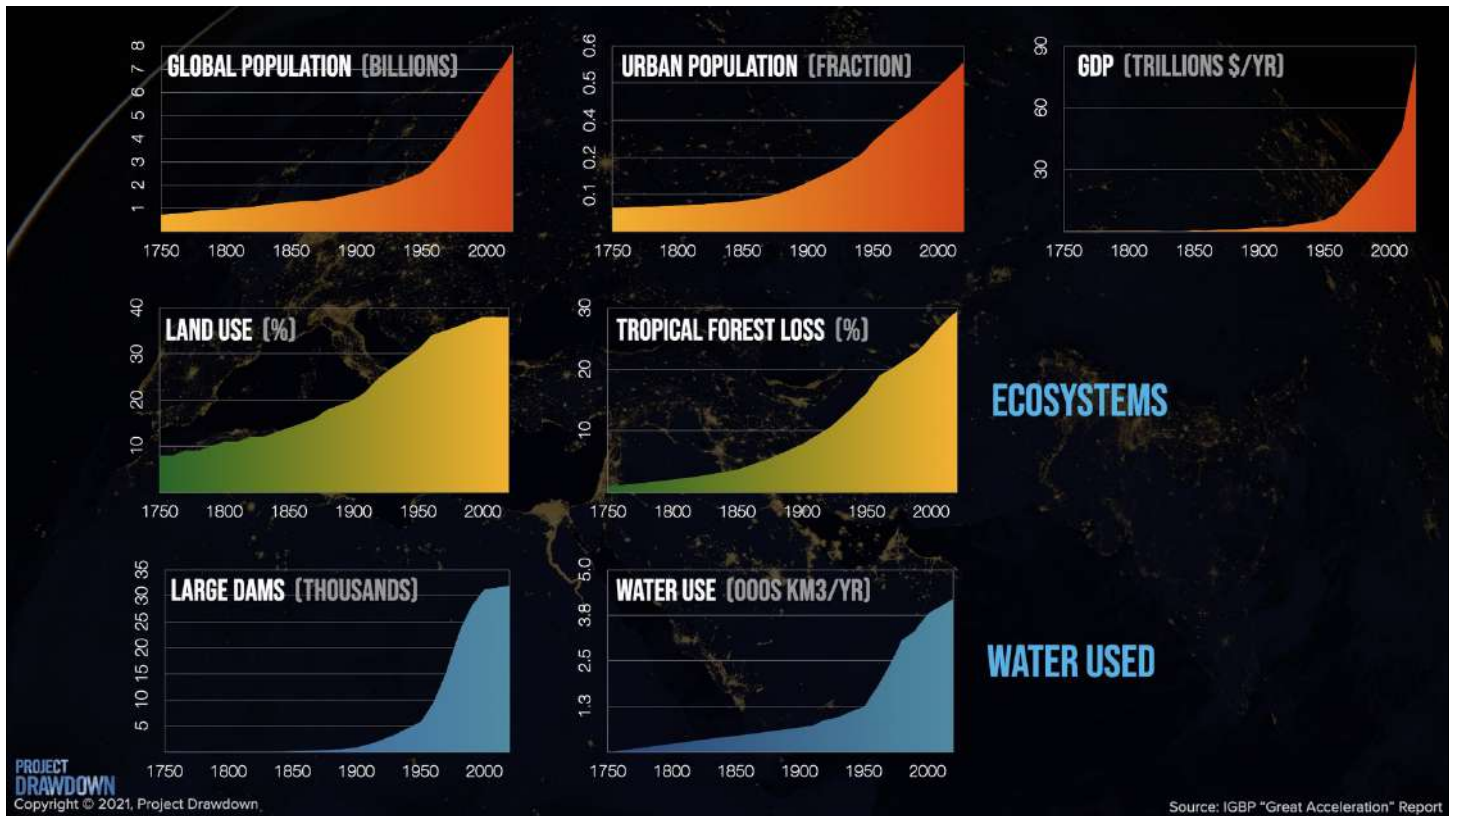 GLOBAL POPULATION (BILLIONS)
8
7
6
5
4
3
2
1
1750 1800 1850 1900 1950 2000
URBAN POPULATION (FRACTION)
0.6
0.5
0.4
0.2
0.1
1750 1800 1850 1900 1950 2000
GDP (TRILLIONS $/YR)
90
60
30
1750 1800 1850 1900 1950 2000
LAND USE (%)
40
30
20
10
1750 1800 1850 1900 1950 2000
TROPICAL FOREST LOSS (%)
30
20
10
1750 1800 1850 1900 1950 2000
ECOSYSTEMS
LARGE DAMS (THOUSANDS)
35
30
25
20
15
10
5
1750 1800 1850 1900 1950 2000
WATER USE (000S KM3/YR)
5.0
3.8
2.5
1.3
1750 1800 1850 1900 1950 2000
WATER USED
PROJECT
DRAWDOWN
Copyright © 2021, Project Drawdown
Source: IGBP "Great Acceleration" Report